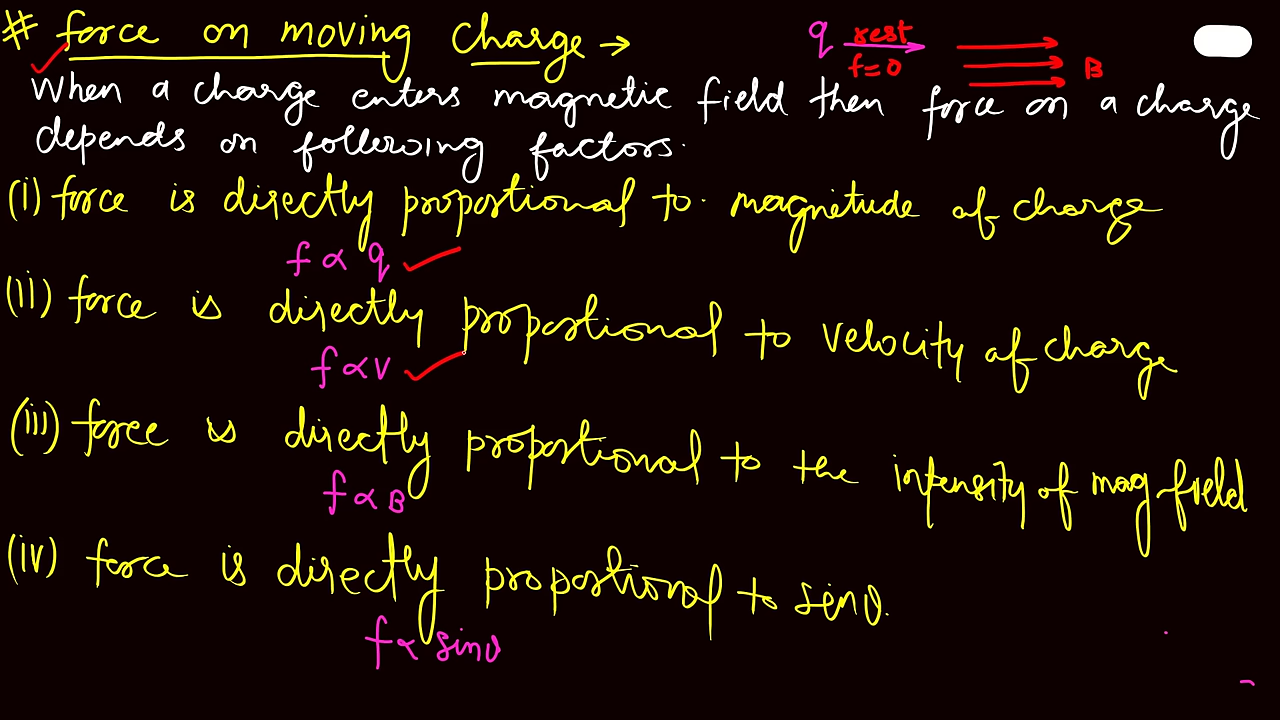 # force on moving charge →
q rest f=0 B
When a charge enters magnetic field then force on a charge
depends on following factors.
(i) force is directly proportional to magnitude of charge
f ∝ q
(ii) force is directly proportional to velocity of charge
f ∝ v
(iii) force is directly proportional to the intensity of mag field
f ∝ B
(iv) force is directly proportional to sinθ.
f ∝ sinθ